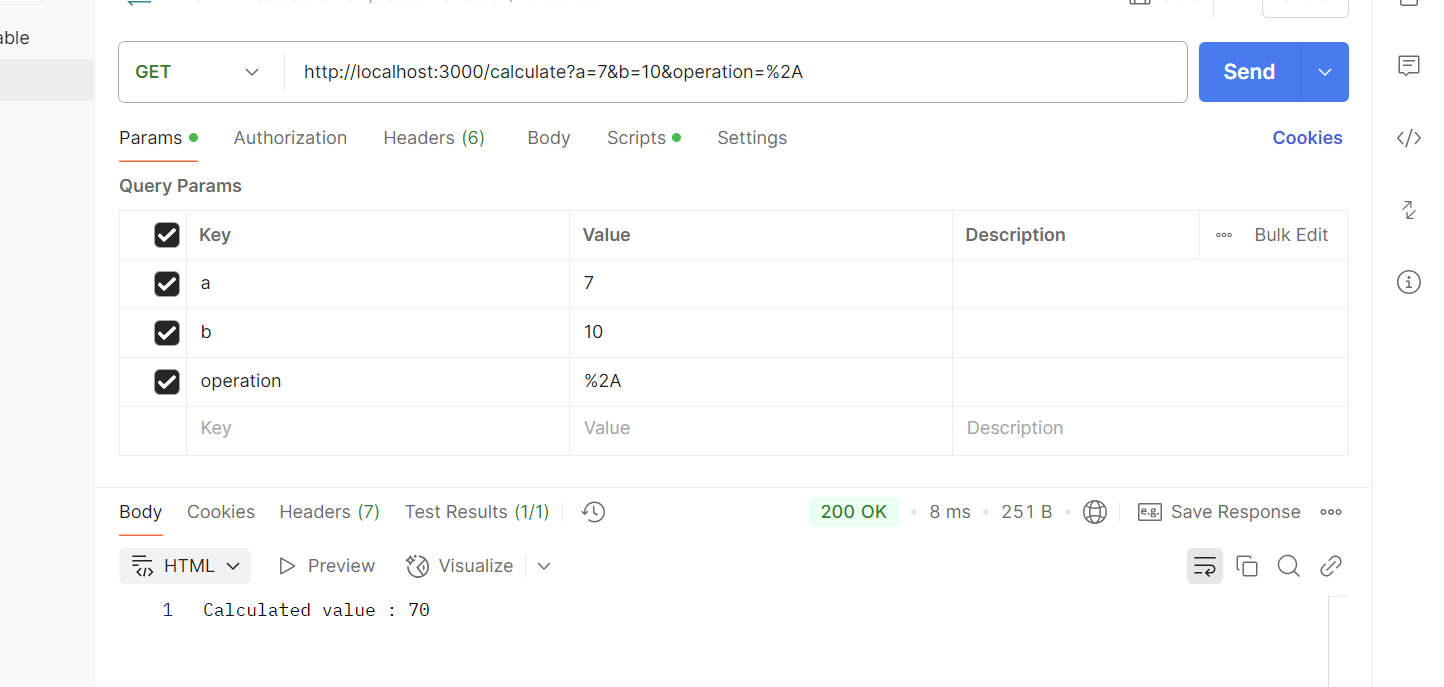 able
GET http://localhost:3000/calculate?a=7&b=10&operation=%2A Send
Params Authorization Headers (6) Body Scripts Settings Cookies
Query Params
Key Value Description Bulk Edit
a 7
b 10
operation %2A
Key Value Description
Body Cookies Headers (7) Test Results (1/1) 200 OK • 8 ms • 251 B • e.g. Save Response
HTML Preview Visualize
1 Calculated value : 70